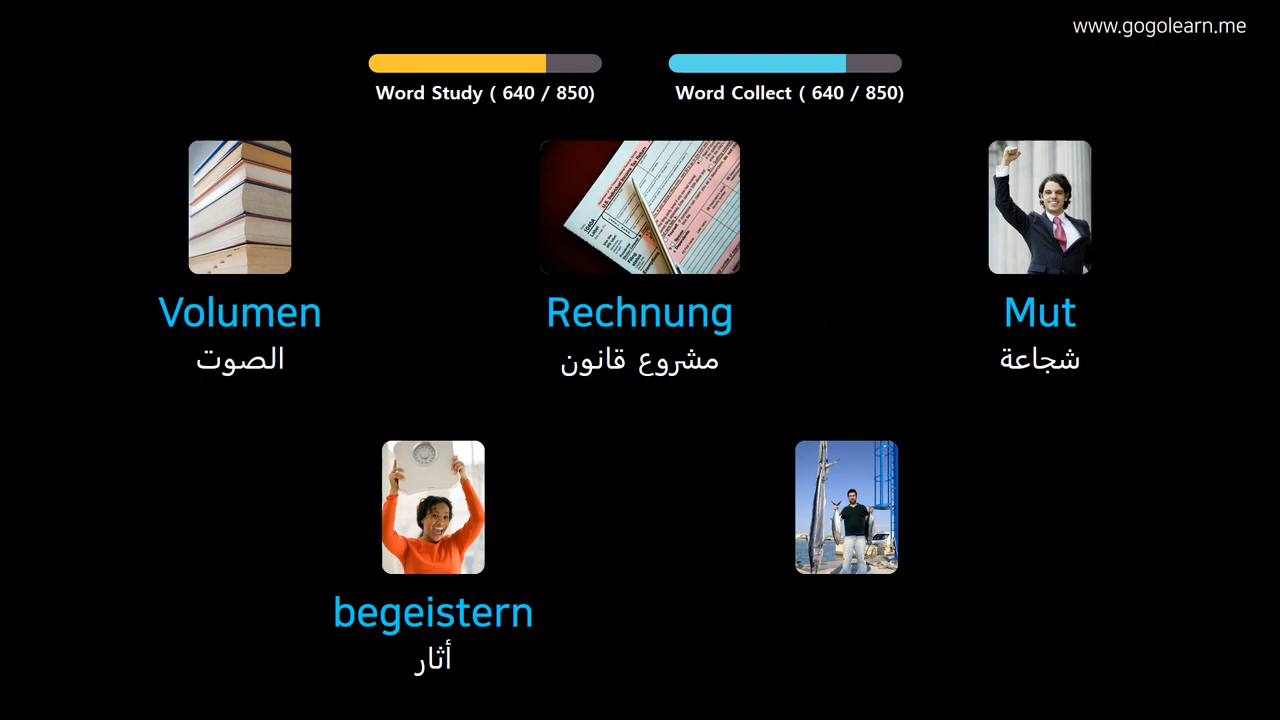 www.gogolearn.me
Word Study ( 640 / 850)
Word Collect ( 640 / 850)
Volumen
الصوت
Rechnung
مشروع قانون
Mut
شجاعة
begeistern
أثار